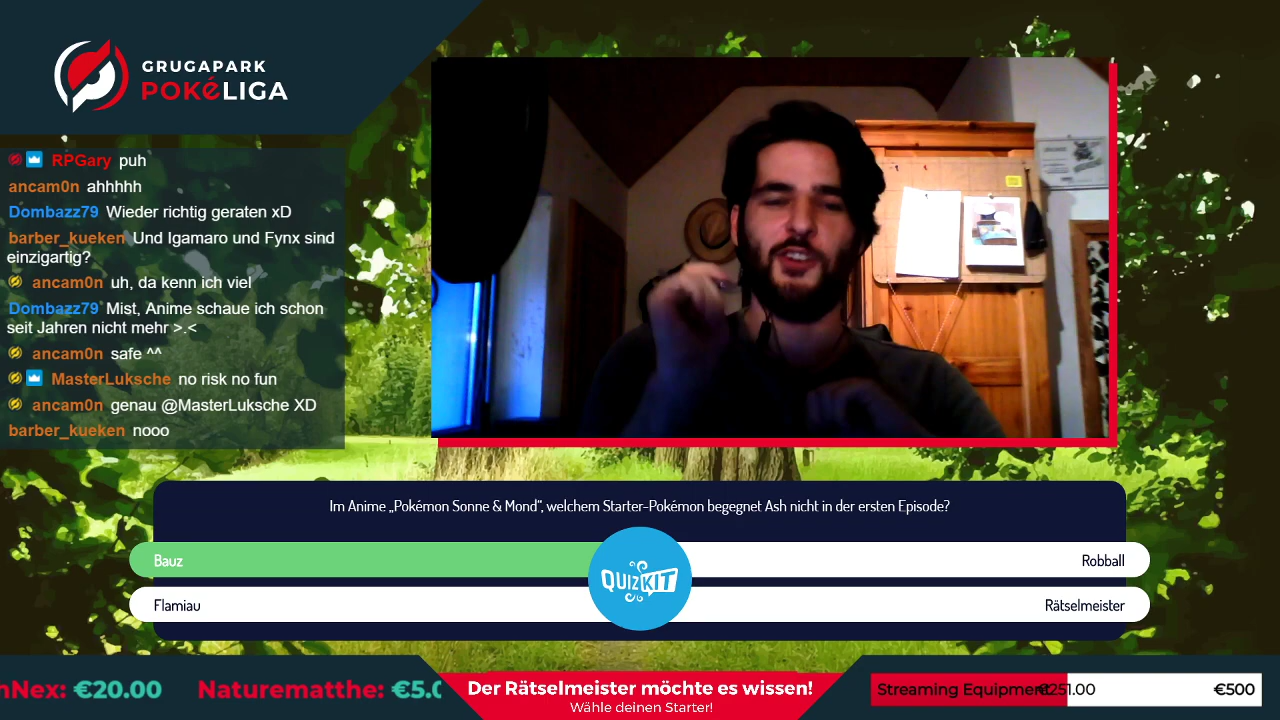 GRUGAPARK
POKéLIGA
RPGary puh
ancam0n ahhhhh
Dombazz79 Wieder richtig geraten xD
barber_kueken Und Igamaro und Fynx sind
einzigartig?
ancam0n uh, da kenn ich viel
Dombazz79 Mist, Anime schaue ich schon
seit Jahren nicht mehr >.<
ancam0n safe ^^
MasterLuksche no risk no fun
ancam0n genau @MasterLuksche XD
barber_kueken nooo
Im Anime „Pokémon Sonne & Mond“, welchem Starter-Pokémon begegnet Ash nicht in der ersten Episode?
Bauz
Robball
QUIZKIT
Flamiau
Rätselmeister
nNex: €20.00 Naturematthe: €5.0
Der Rätselmeister möchte es wissen!
Wähle deinen Starter!
Streaming Equipment €251.00 €500